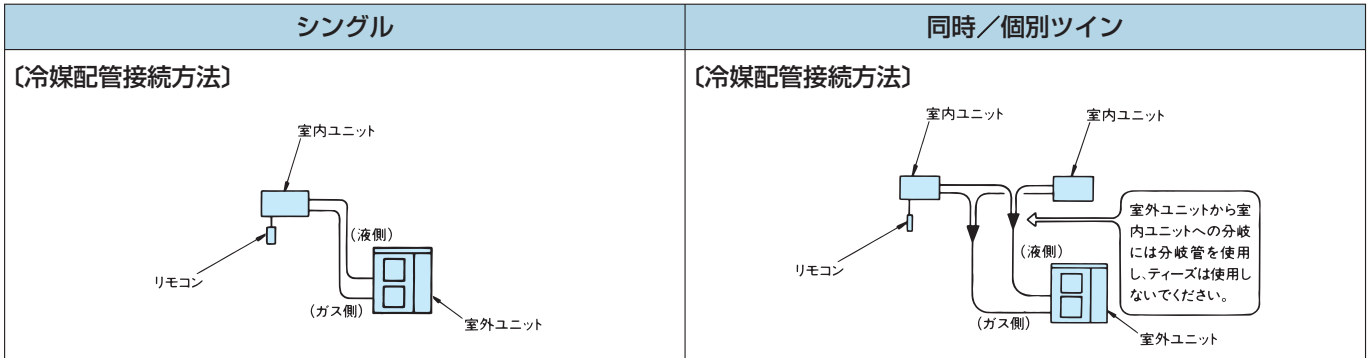 シングル
同時／個別ツイン
〔冷媒配管接続方法〕
室内ユニット
(液側)
リモコン
(ガス側)
室外ユニット
〔冷媒配管接続方法〕
室内ユニット
室内ユニット
室外ユニットから室
内ユニットへの分岐
には分岐管を使用
し、ティーズは使用し
ないでください。
(液側)
リモコン
(ガス側)
室外ユニット